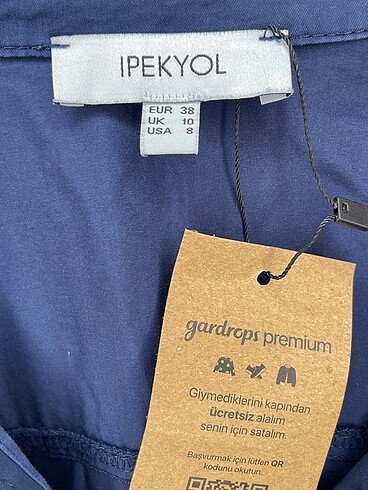 IPEKYOL
EUR 38
UK 10
USA 8
gardrops premium
Giymediklerini kapından
ücretsiz alalım
senin için satalım.
Başvurmak için lütfen QR
kodunu okutun.